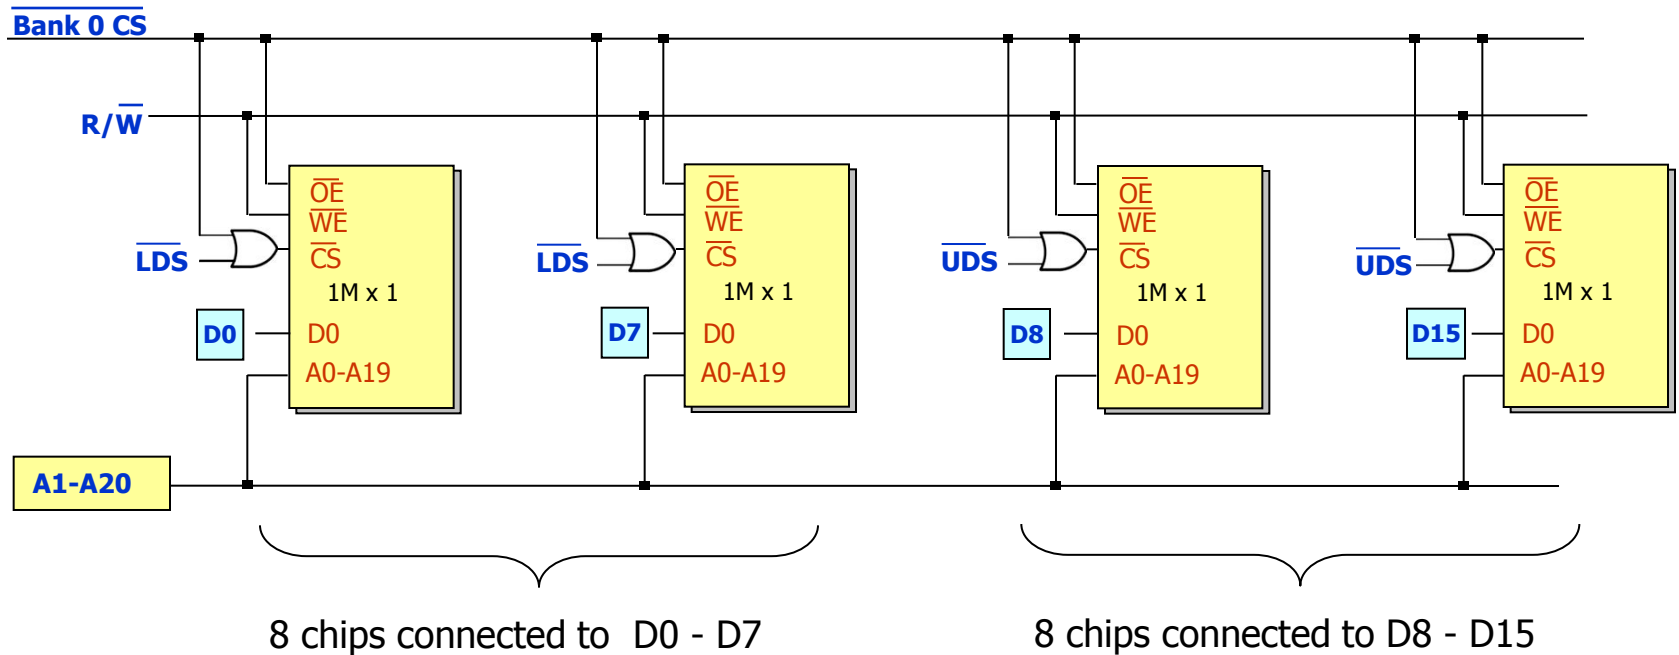 Bank 0 CS
R/W
OE
WE
CS
1M x 1
D0
A0-A19
LDS
D0
OE
WE
CS
1M x 1
D0
A0-A19
LDS
D7
OE
WE
CS
1M x 1
D0
A0-A19
UDS
D8
OE
WE
CS
1M x 1
D0
A0-A19
UDS
D15
A1-A20
8 chips connected to D0 - D7
8 chips connected to D8 - D15